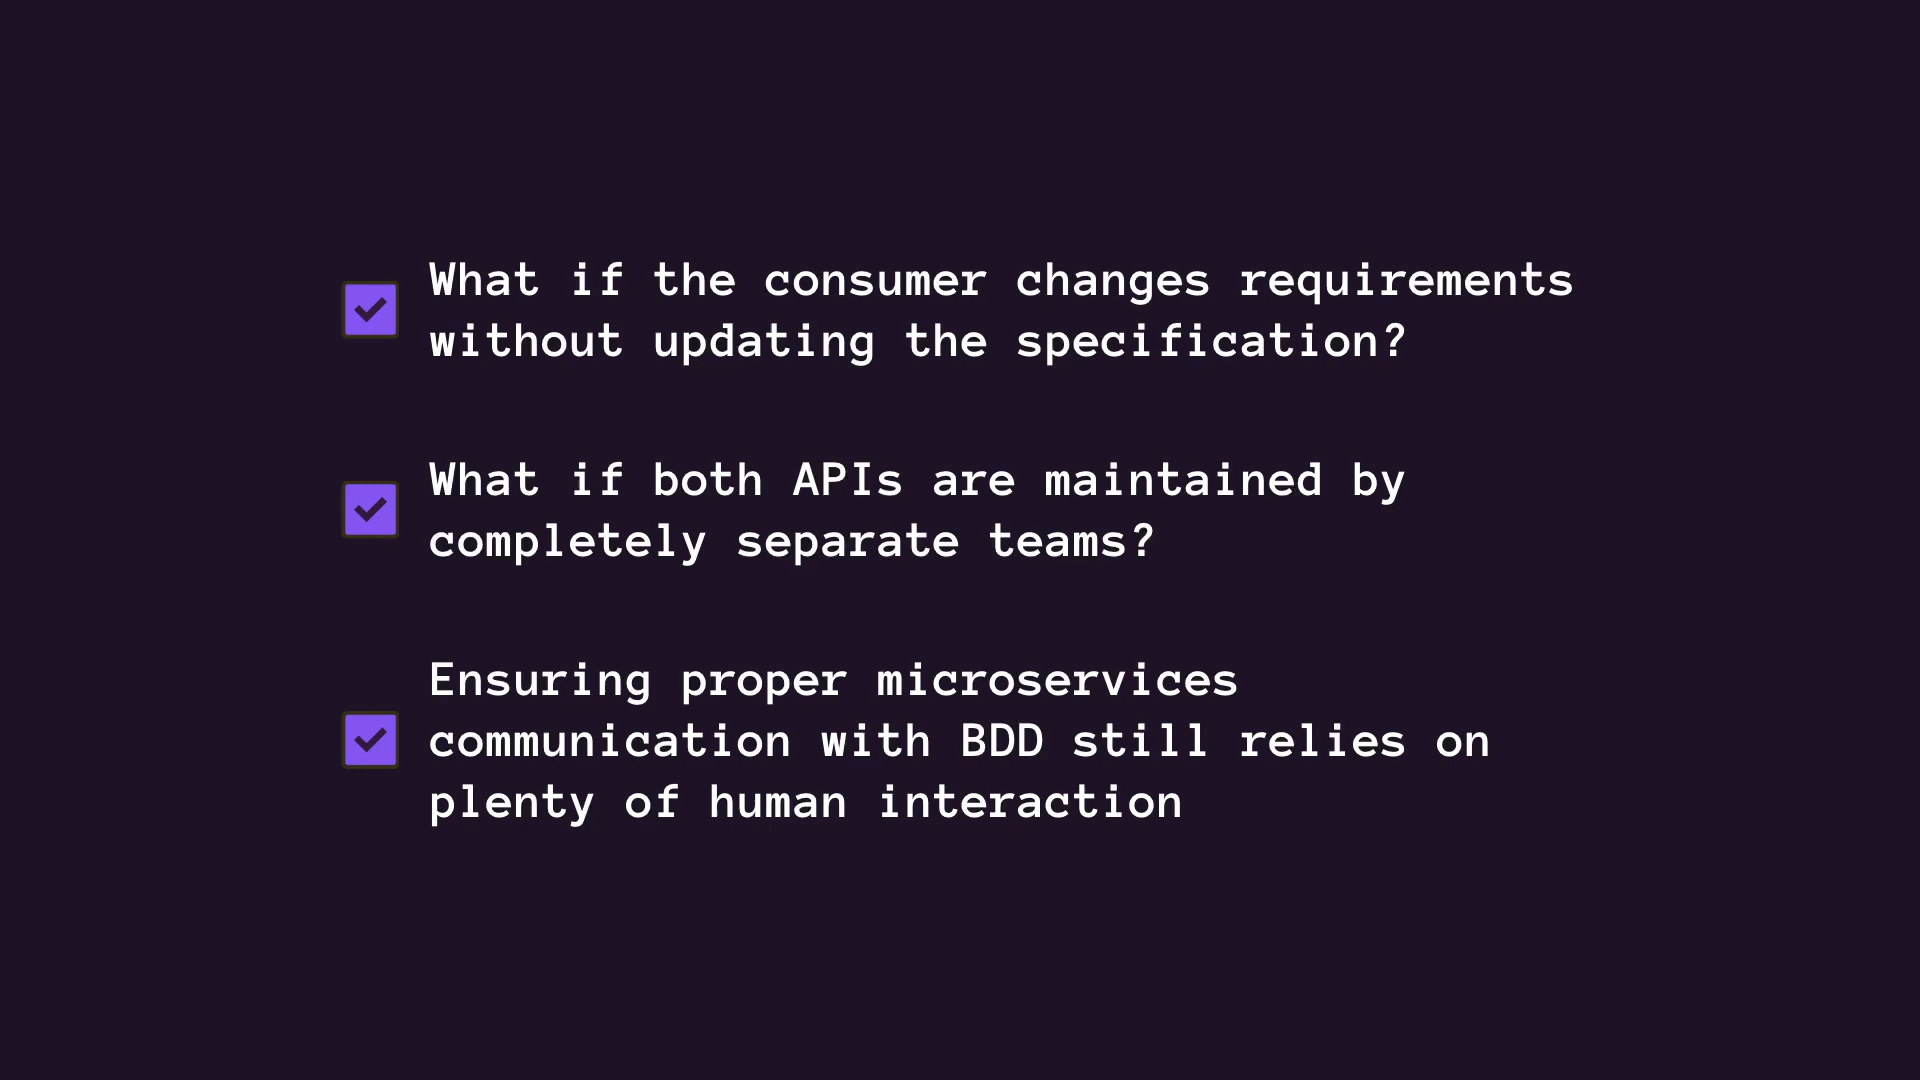 What if the consumer changes requirements
without updating the specification?
What if both APIs are maintained by
completely separate teams?
Ensuring proper microservices
communication with BDD still relies on
plenty of human interaction